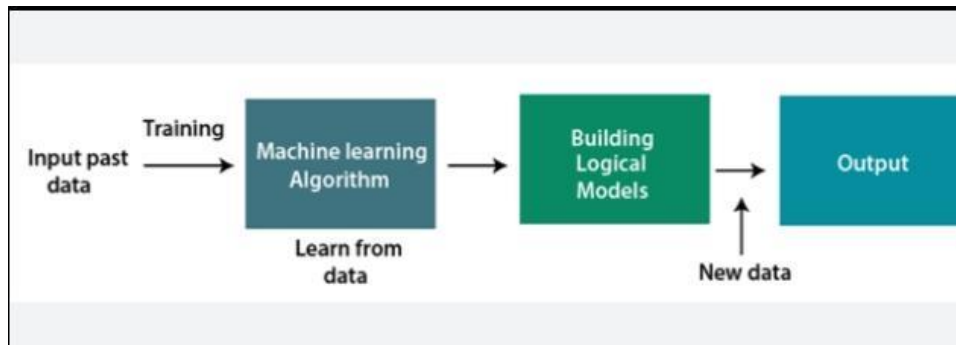 Training
Input past
data
Machine learning
Algorithm
Learn from
data
Building
Logical
Models
New data
Output